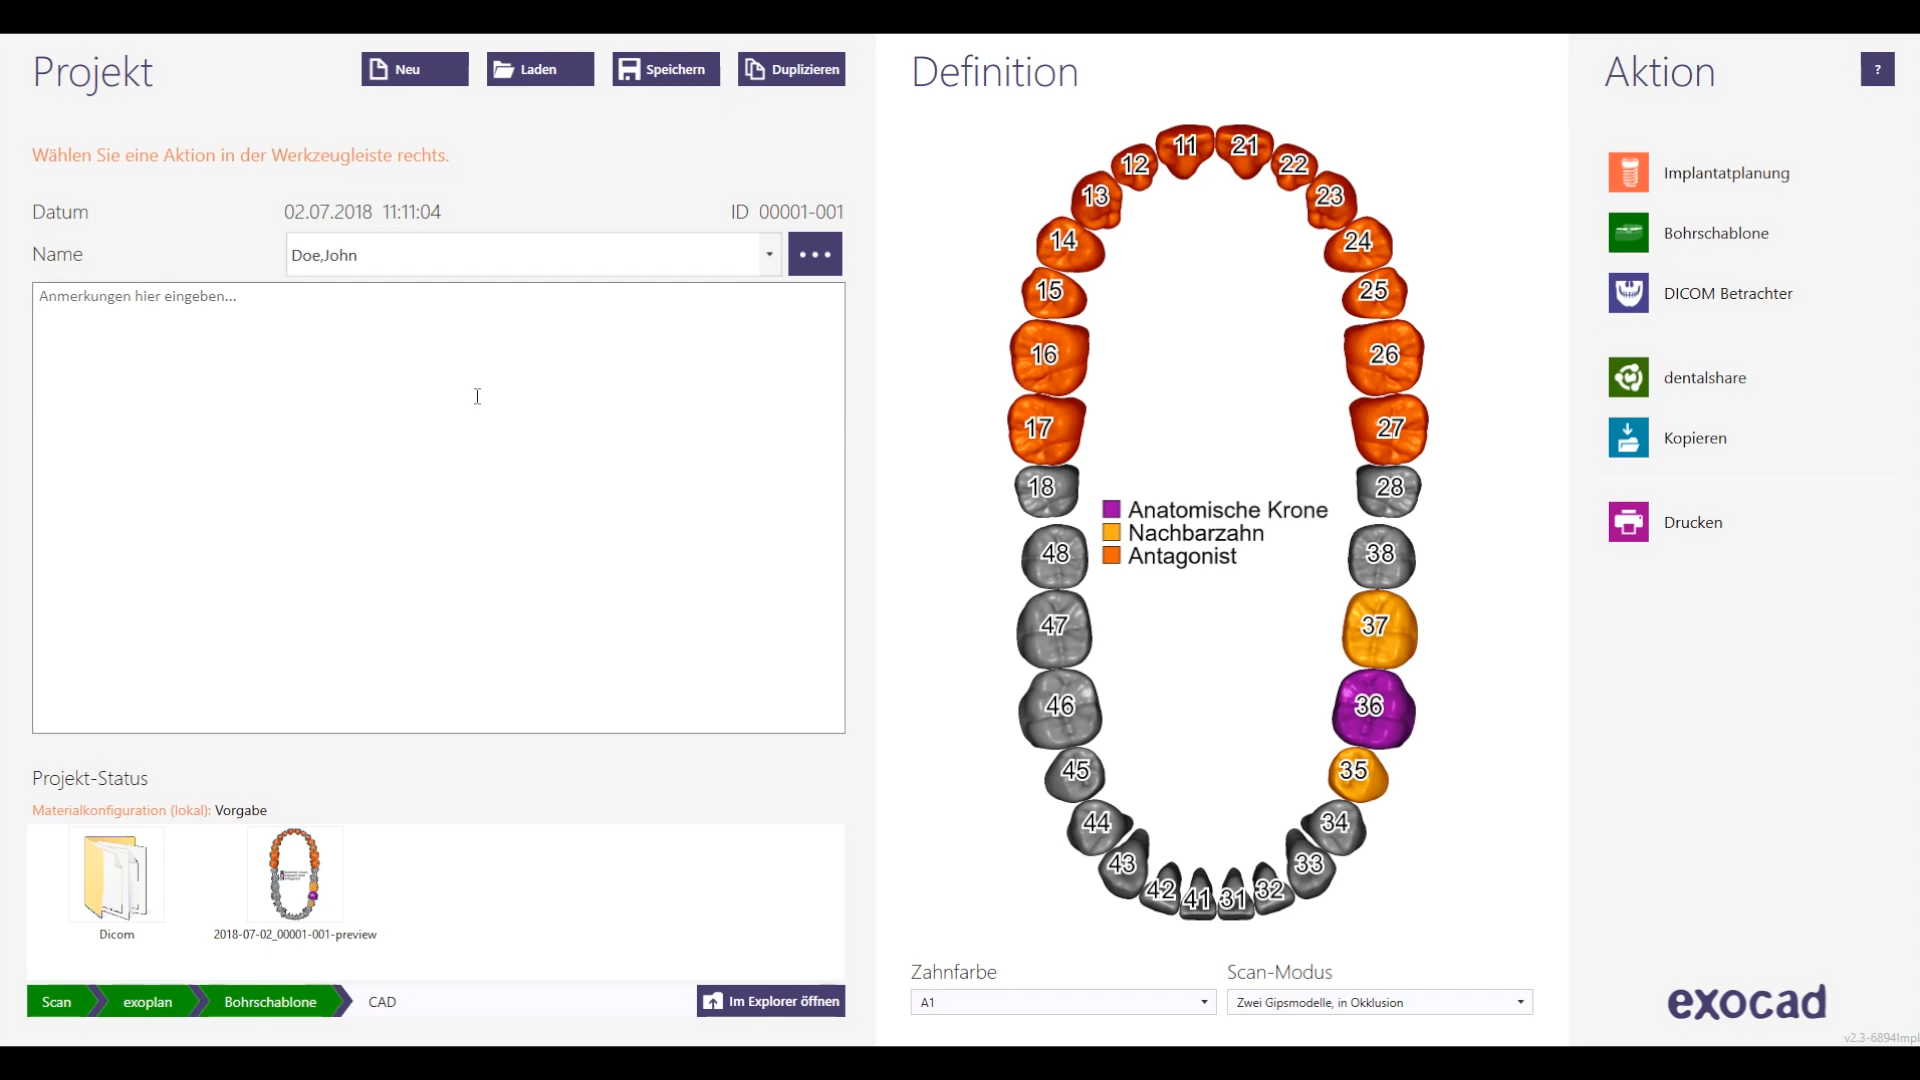 Projekt
Neu
Laden
Speichern
Duplizieren
Wählen Sie eine Aktion in der Werkzeugleiste rechts.
Datum 02.07.2018 11:11:04 ID 00001-001
Name Doe,John
Anmerkungen hier eingeben...
Projekt-Status
Materialkonfiguration (lokal): Vorgabe
Dicom
2018-07-02_00001-001-preview
Scan
exoplan
Bohrschablone
CAD
Im Explorer öffnen
Definition
11 21
12 22
13 23
14 24
15 25
16 26
17 27
18 28
Anatomische Krone
Nachbarzahn
Antagonist
48 38
47 37
46 36
45 35
44 34
43 33
42 41 31 32
Zahnfarbe
A1
Scan-Modus
Zwei Gipsmodelle, in Okklusion
Aktion
?
Implantatplanung
Bohrschablone
DICOM Betrachter
dentalshare
Kopieren
Drucken
exocad
v2.3-6894Impl